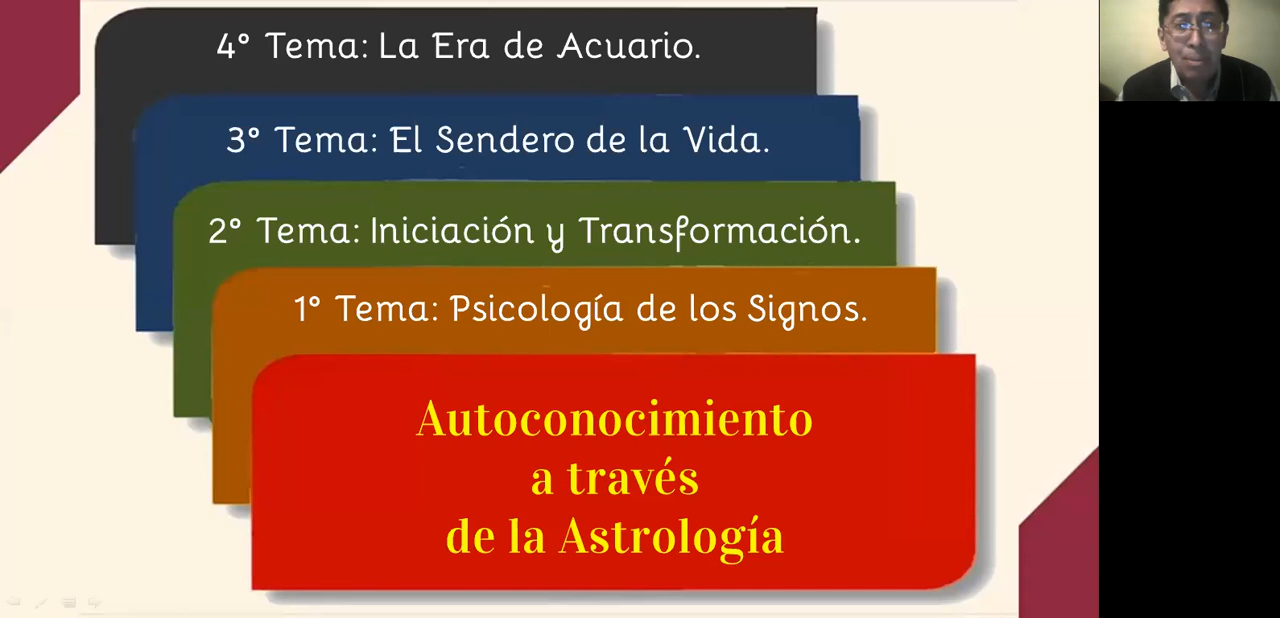 4° Tema: La Era de Acuario.
3° Tema: El Sendero de la Vida.
2° Tema: Iniciación y Transformación.
1° Tema: Psicología de los Signos.
Autoconocimiento
a través
de la Astrología